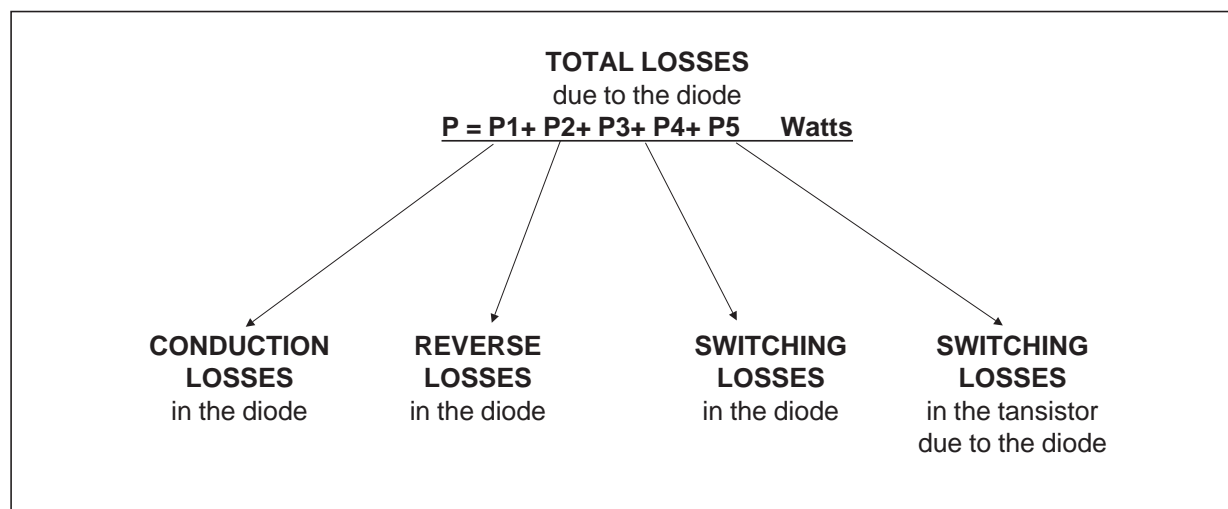 TOTAL LOSSES
due to the diode
P = P1+ P2+ P3+ P4+ P5 Watts
CONDUCTION
LOSSES
in the diode
REVERSE
LOSSES
in the diode
SWITCHING
LOSSES
in the diode
SWITCHING
LOSSES
in the tansistor
due to the diode